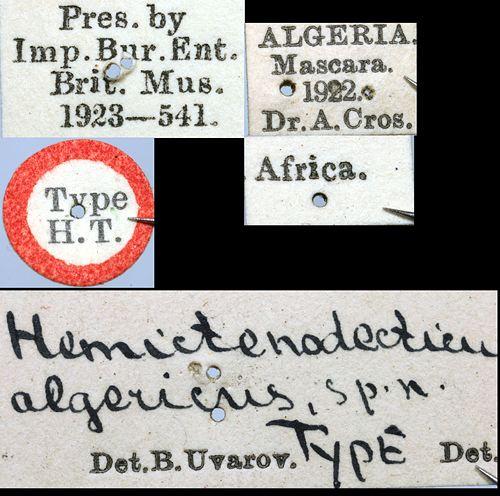 Pres. by
Imp. Bur. Ent.
Brit. Mus.
1923—541.
ALGERIA.
Mascara.
1922.
Dr. A. Cros.
Type
H. T.
Africa.
Hemictenodecticu
algericus, sp. n.
TYPE
Det. B. Uvarov.
Det.